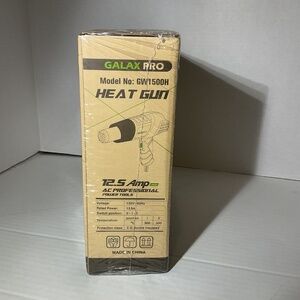 GALAX PRO
Model No: GW1500H
HEAT GUN
12.5 Amp
AC PROFESSIONAL
POWER TOOLS
Voltage:
Rated Power:
Switch position:
Temperature:
Protection class:
MADE IN CHINA